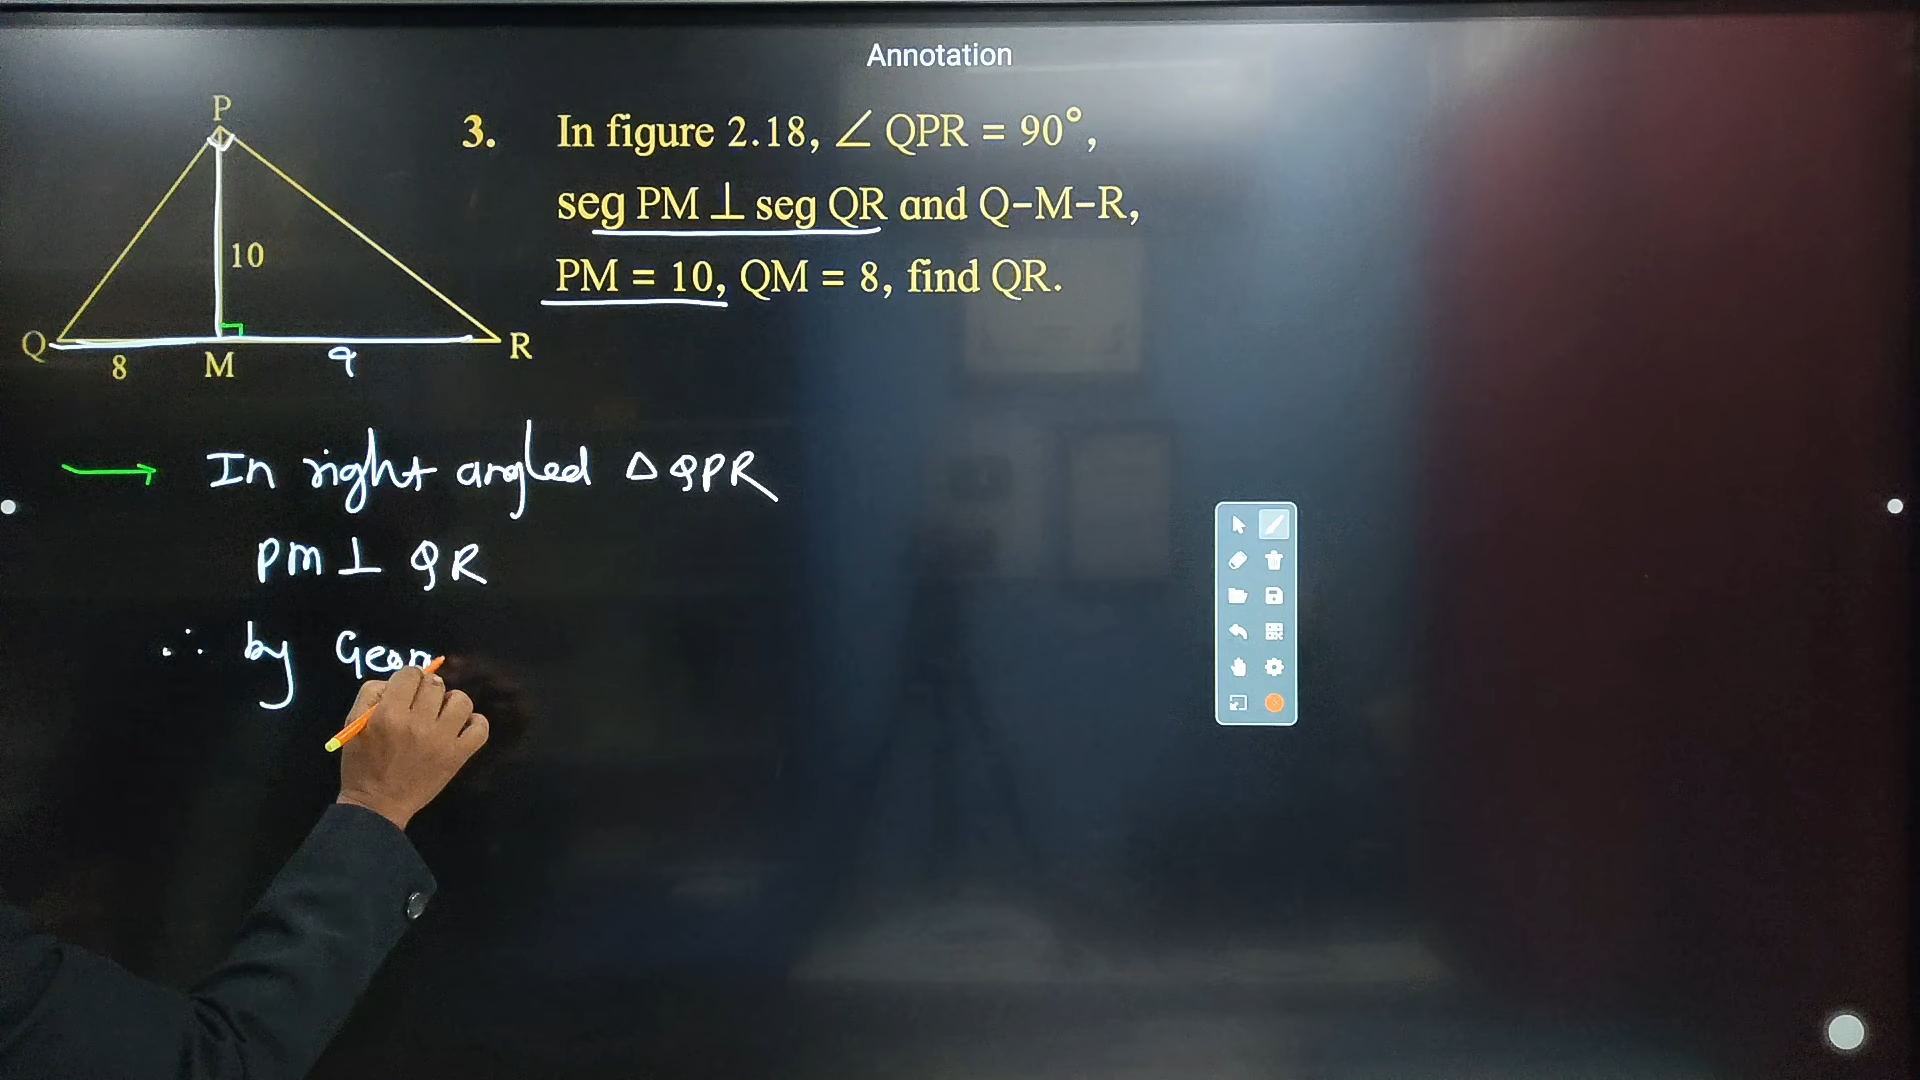 Annotation
P
10
Q
8
M
R
3. In figure 2.18, ∠ QPR = 90°,
seg PM ⊥ seg QR and Q-M-R,
PM = 10, QM = 8, find QR.
In right angled △ QPR
PM ⊥ QR
∴ by Geom